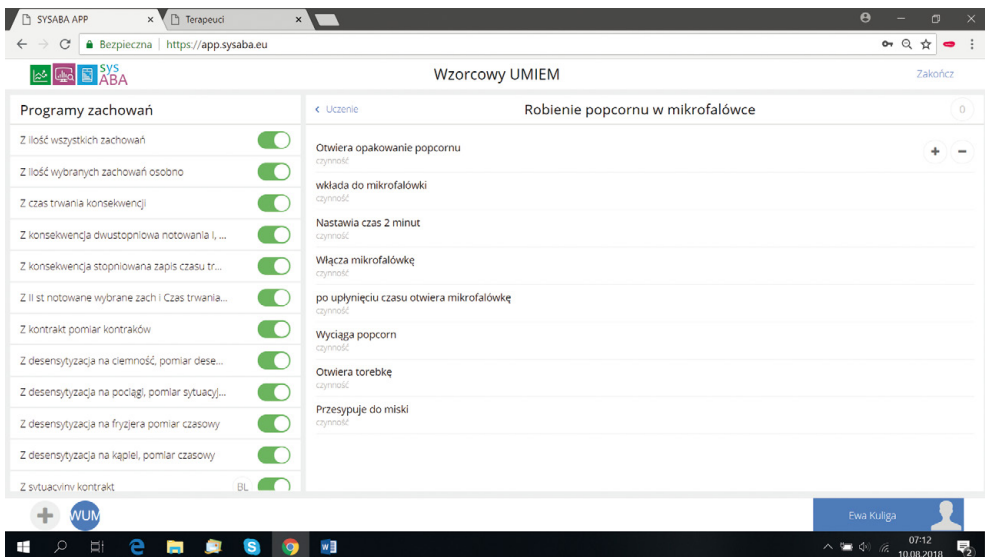 SYSABA APP
Terapeuci
Bezpieczna
https://app.sysaba.eu
sys
ABA
Wzorcowy UMIEM
Zakończ
Programy zachowań
Uczenie
Robienie popcornu w mikrofalówce
0
Z ilość wszystkich zachowań
Z ilość wybranych zachowań osobno
Z czas trwania konsekwencji
Z konsekwencja dwustopniowa notowania i, ...
Z konsekwencja stopniowana zapis czasu tr...
Z II st notowane wybrane zach i Czas trwania...
Z kontrakt pomiar kontraków
Z desensytyzacja na ciemność, pomiar dese...
Z desensytyzacja na pociągi, pomiar sytuacyj...
Z desensytyzacja na fryzjera pomiar czasowy
Z desensytyzacja na kąpiel, pomiar czasowy
Z sytuacyjny kontrakt
BL
Otwiera opakowanie popcornu
czynność
wkłada do mikrofalówki
czynność
Nastawia czas 2 minut
czynność
Włącza mikrofalówkę
czynność
po upłynięciu czasu otwiera mikrofalówkę
czynność
Wyciąga popcorn
czynność
Otwiera torebkę
czynność
Przesypuje do miski
czynność
WUM
Ewa Kuliga
07:12
10.08.2018
2